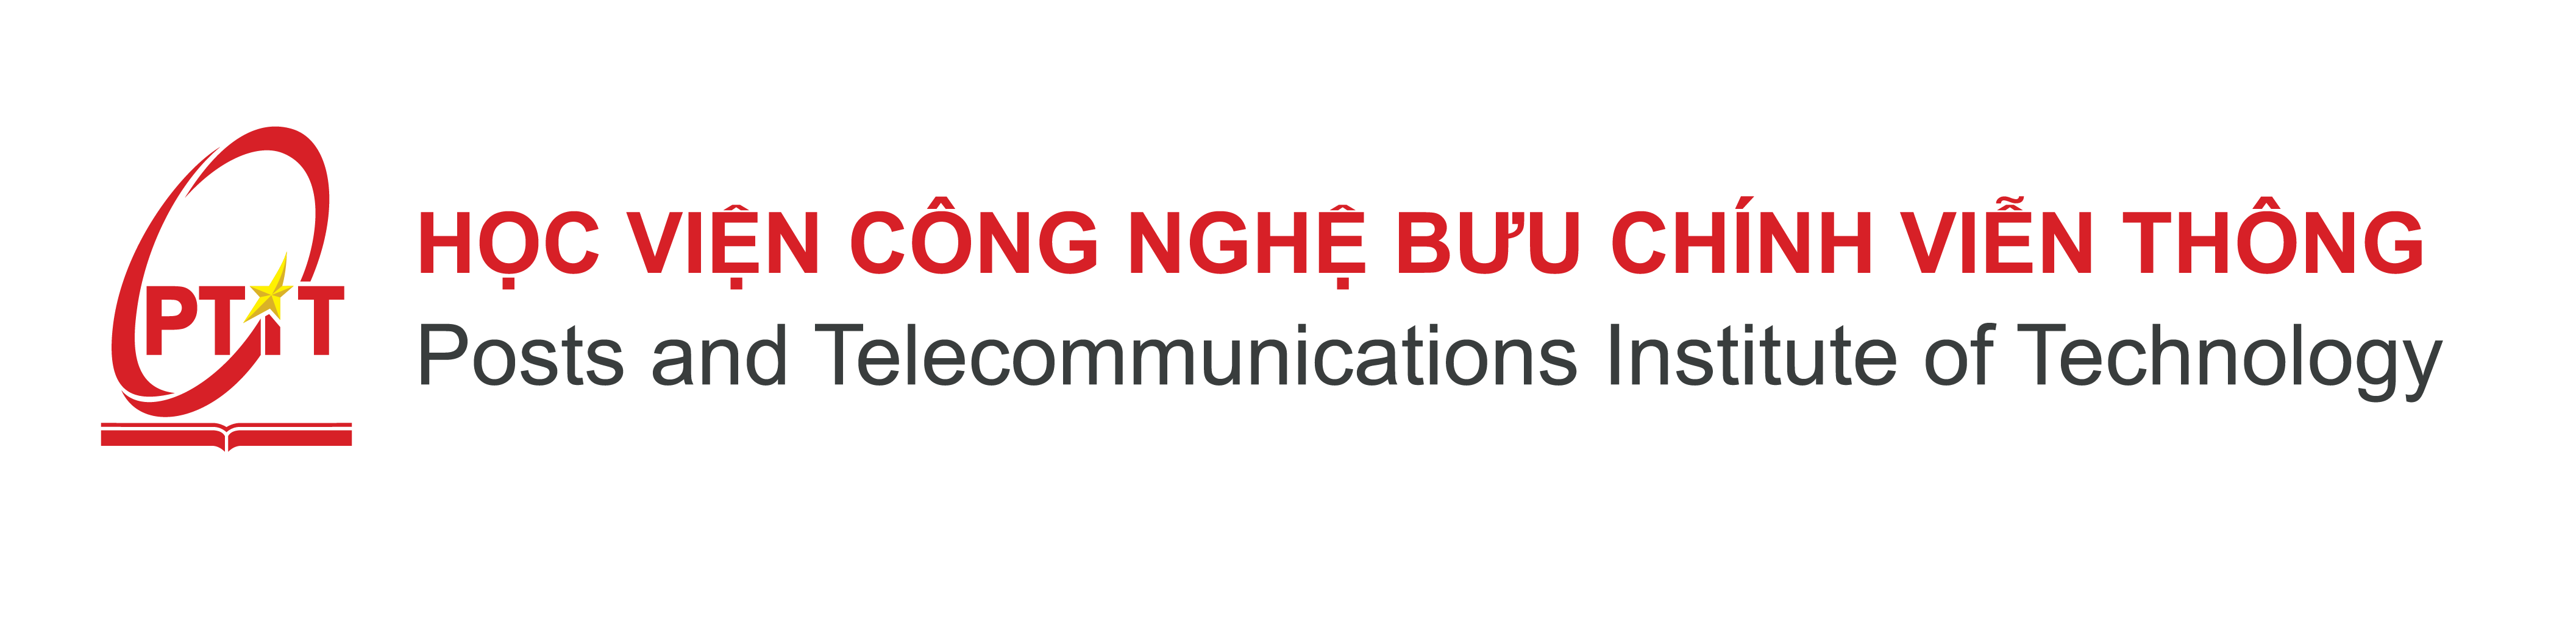 PTIT
HỌC VIỆN CÔNG NGHỆ BƯU CHÍNH VIỄN THÔNG
Posts and Telecommunications Institute of Technology